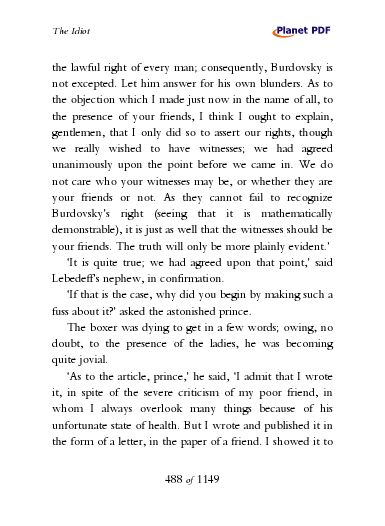 The Idiot
Planet PDF
the lawful right of every man; consequently, Burdovsky is
not excepted. Let him answer for his own blunders. As to
the objection which I made just now in the name of all, to
the presence of your friends, I think I ought to explain,
gentlemen, that I only did so to assert our rights, though
we really wished to have witnesses; we had agreed
unanimously upon the point before we came in. We do
not care who your witnesses may be, or whether they are
your friends or not. As they cannot fail to recognize
Burdovsky's right (seeing that it is mathematically
demonstrable), it is just as well that the witnesses should be
your friends. The truth will only be more plainly evident.'
'It is quite true; we had agreed upon that point,' said
Lebedeff's nephew, in confirmation.
'If that is the case, why did you begin by making such a
fuss about it?' asked the astonished prince.
The boxer was dying to get in a few words; owing, no
doubt, to the presence of the ladies, he was becoming
quite jovial.
'As to the article, prince,' he said, 'I admit that I wrote
it, in spite of the severe criticism of my poor friend, in
whom I always overlook many things because of his
unfortunate state of health. But I wrote and published it in
the form of a letter, in the paper of a friend. I showed it to
488 of 1149